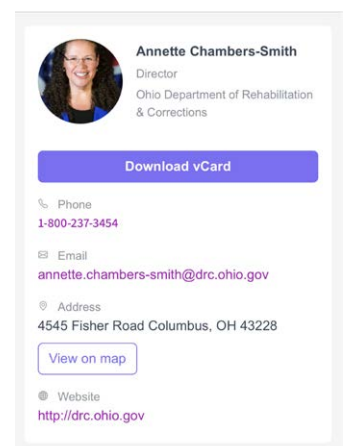 Annette Chambers-Smith
Director
Ohio Department of Rehabilitation
& Corrections
Download vCard
Phone
1-800-237-3454
Email
annette.chambers-smith@drc.ohio.gov
Address
4545 Fisher Road Columbus, OH 43228
View on map
Website
http://drc.ohio.gov